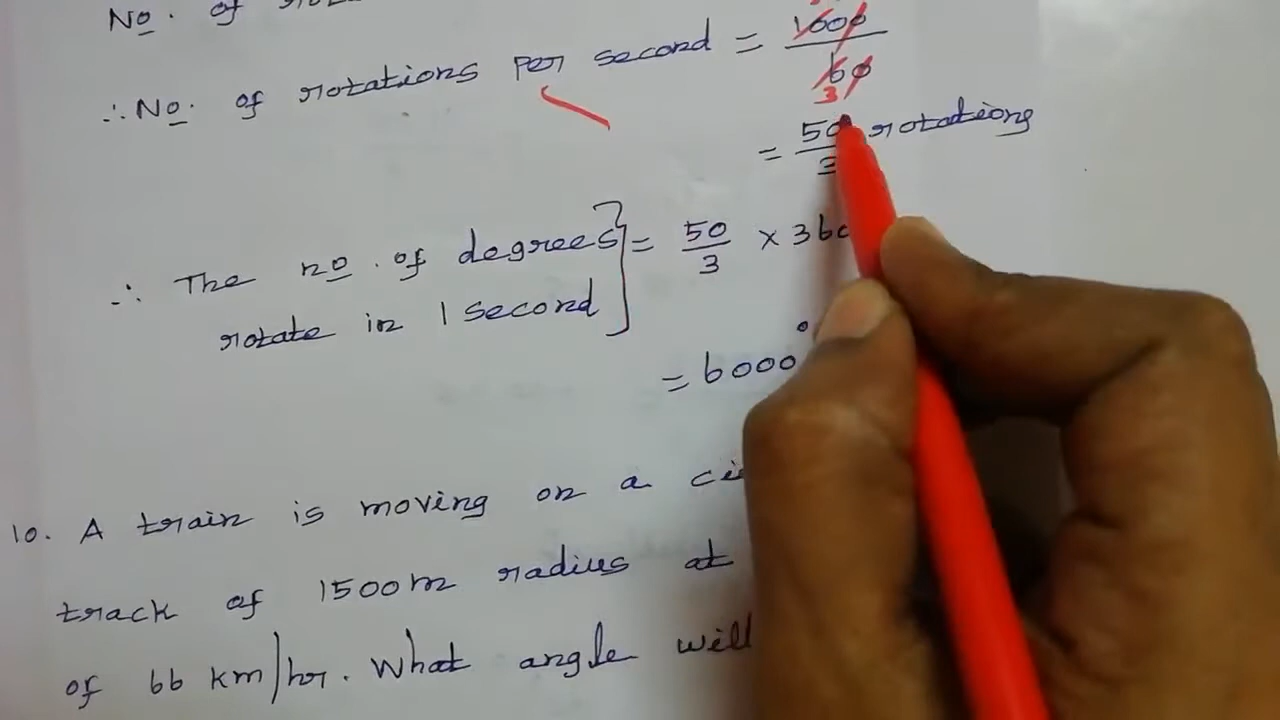 No. of
∴ No. of rotations per second = 1000/60
3
= 50/3 rotations
∴ The no. of degrees rotate in 1 second } = 50/3 × 360
= 6000°
10. A train is moving on a
track of 1500m radius at
of 66 km/hr. What angle will